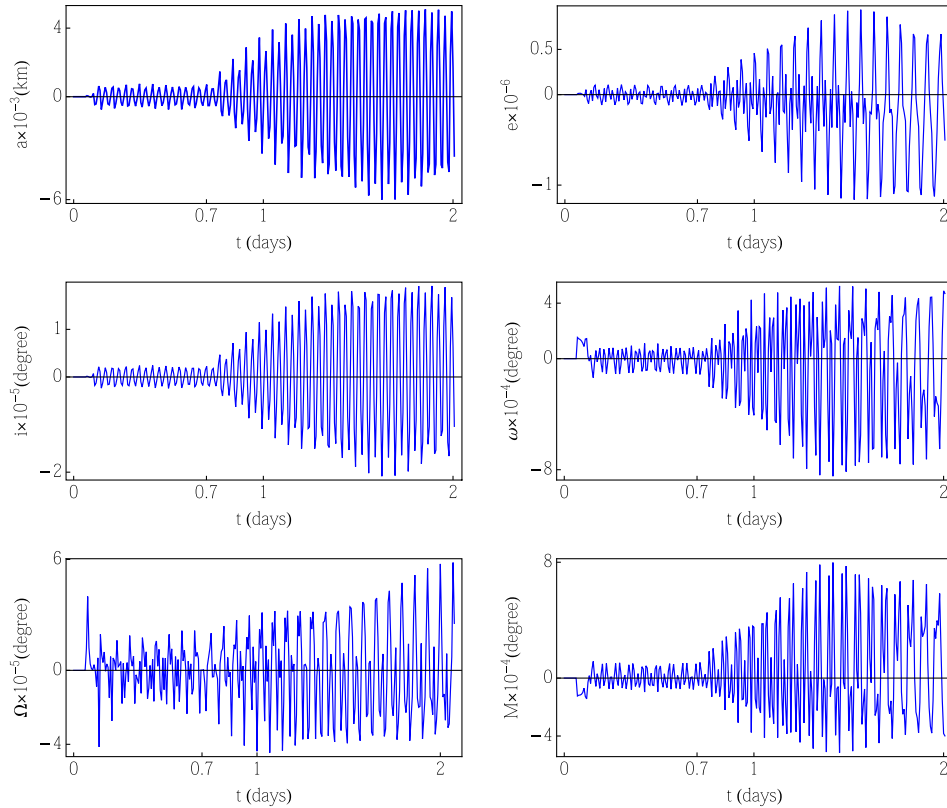 4
a×10⁻³(km)
−6
0 0.7 1 2
t (days)
0.5
0
e×10⁻⁶
−1
0 0.7 1 2
t (days)
1
0
i×10⁻⁵(degree)
−2
0 0.7 1 2
t (days)
4
0
ω×10⁻⁴(degree)
−8
0 1 2
t (days)
6
0
Ω×10⁻⁵(degree)
−4
0 0.7 1 2
t (days)
8
0
M×10⁻⁴(degree)
−4
0 0.7 1 2
t (days)